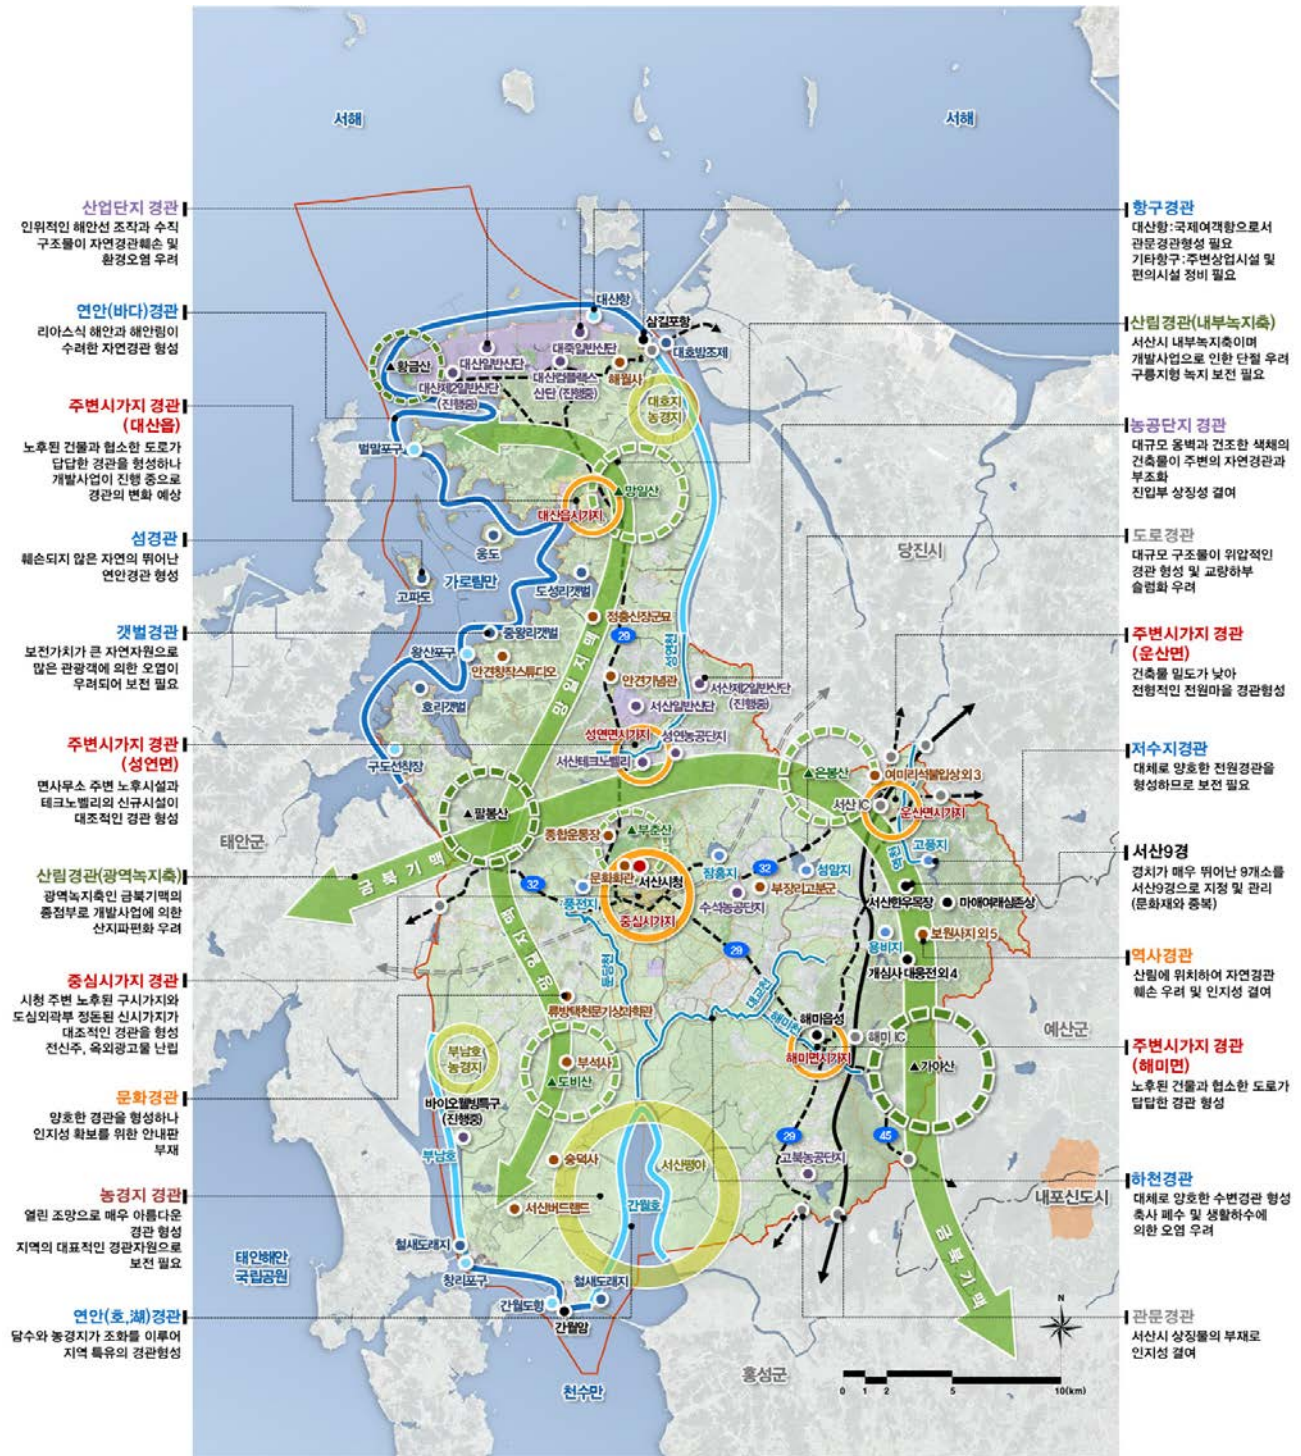 서해
서해
산업단지 경관
인위적인 해안선 조작과 수직
구조물이 자연경관훼손 및
환경오염 우려
연안(바다)경관
리아스식 해안과 해안림이
수려한 자연경관 형성
주변시가지 경관
(대산읍)
노후된 건물과 협소한 도로가
답답한 경관을 형성하나
개발사업이 진행 중으로
경관의 변화 예상
섬경관
훼손되지 않은 자연의 뛰어난
연안경관 형성
갯벌경관
보전가치가 큰 자연자원으로
많은 관광객에 의한 오염이
우려되어 보전 필요
주변시가지 경관
(성연면)
면사무소 주변 노후시설과
테크노벨리의 신규시설이
대조적인 경관 형성
산림경관(광역녹지축)
광역녹지축인 금북기맥의
종점부로 개발사업에 의한
산지파편화 우려
중심시가지 경관
시청 주변 노후된 구시가지와
도심외곽부 정돈된 신시가지가
대조적인 경관을 형성
전신주, 옥외광고물 난립
문화경관
양호한 경관을 형성하나
인지성 확보를 위한 안내판
부재
농경지 경관
열린 조망으로 매우 아름다운
경관 형성
지역의 대표적인 경관자원으로
보전 필요
연안(호,湖)경관
담수와 농경지가 조화를 이루어
지역 특유의 경관형성
대산항
삼길포항
대호방조제
황금산
대산일반산단
대죽일반산단
대산제2일반산단
(진행중)
대산컴플랙스
산단 (진행중)
해월사
대호지
농경지
벌말포구
망일산
대산읍시가지
웅도
가로림만
고파도
도성리갯벌
당진시
정충신장군묘
29
중왕리갯벌
왕산포구
안견창작스튜디오
안견기념관
성연천
서산제2일반산단
(진행중)
서산일반산단
호리갯벌
망일지맥
성연면시가지
성연농공단지
서산테크노벨리
구도선착장
은봉산
여미리석불입상외 3
서산 IC
운산면시가지
팔봉산
종합운동장
부춘산
역천
고풍지
태안군
금북기맥
32
문화회관
서산시청
풍전지
중심시가지
잠홍지
수석농공단지
32
부장리고분군
성암지
서산한우목장
마애여래삼존상
용비지
보원사지 외 5
개심사 대웅전 외 4
29
둔당천
대교천
해미천
류방택천문기상과학관
해미읍성
해미면시가지
해미 IC
예산군
부남호
농경지
부석사
도비산
가야산
바이오웰빙특구
(진행중)
부남호
숭덕사
서산평야
간월호
29
45
고북농공단지
내포신도시
서산버드랜드
철새도래지
창리포구
태안해안
국립공원
간월도항
간월암
철새도래지
금북기맥
천수만
홍성군
N
0 1 2 5 10(km)
항구경관
대산항:국제여객항으로서
관문경관형성 필요
기타항구:주변상업시설 및
편의시설 정비 필요
산림경관(내부녹지축)
서산시 내부녹지축이며
개발사업으로 인한 단절 우려
구릉지형 녹지 보전 필요
농공단지 경관
대규모 옹벽과 건조한 색채의
건축물이 주변의 자연경관과
부조화
진입부 상징성 결여
도로경관
대규모 구조물이 위압적인
경관 형성 및 교량하부
슬럼화 우려
주변시가지 경관
(운산면)
건축물 밀도가 낮아
전형적인 전원마을 경관형성
저수지경관
대체로 양호한 전원경관을
형성하므로 보전 필요
서산9경
경치가 매우 뛰어난 9개소를
서산9경으로 지정 및 관리
(문화재와 중복)
역사경관
산림에 위치하여 자연경관
훼손 우려 및 인지성 결여
주변시가지 경관
(해미면)
노후된 건물과 협소한 도로가
답답한 경관 형성
하천경관
대체로 양호한 수변경관 형성
축사 폐수 및 생활하수에
의한 오염 우려
관문경관
서산시 상징물의 부재로
인지성 결여